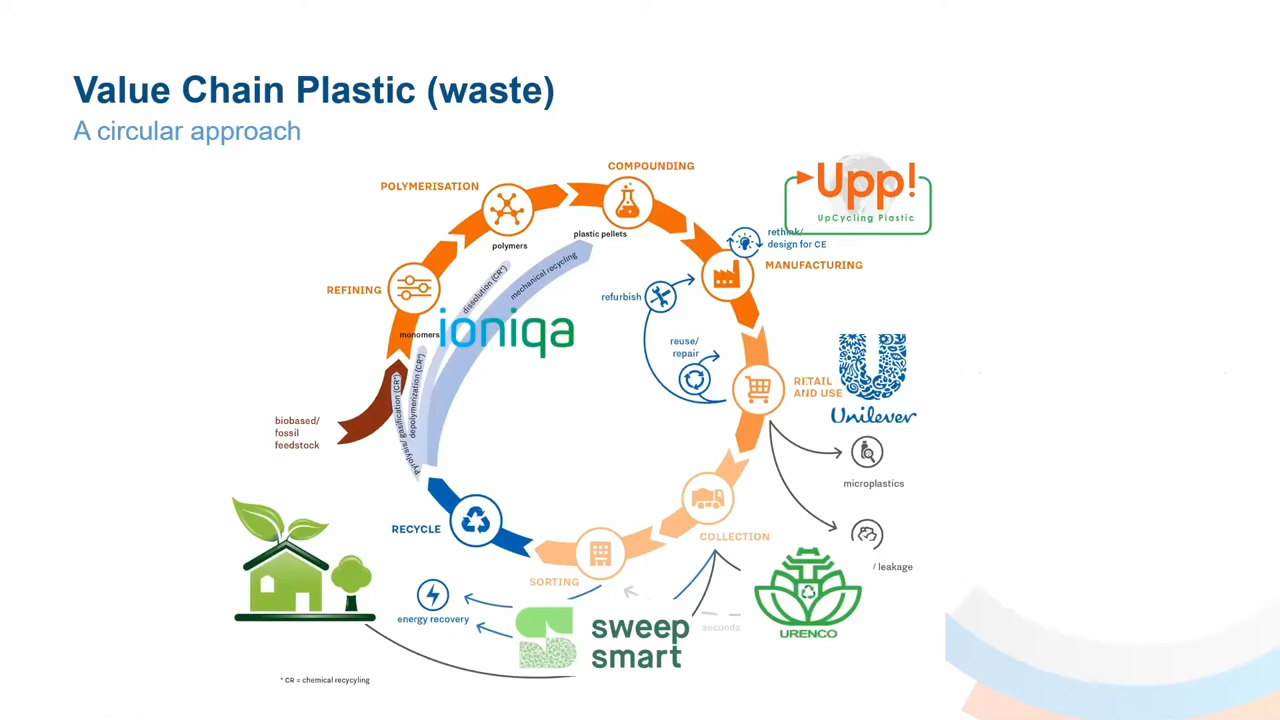 Value Chain Plastic (waste)
A circular approach
COMPOUNDING
POLYMERISATION
Upp!
UpCycling Plastic
plastic pellets
polymers
rethink/
design for CE
MANUFACTURING
REFINING
refurbish
dissolution (CR*)
mechanical recycling
monomers
ioniqa
reuse/
repair
RETAIL
AND USE
Unilever
Pyrolysis/ gasification (CR*)
depolymerization (CR*)
biobased/
fossil
feedstock
microplastics
RECYCLE
COLLECTION
/ leakage
SORTING
energy recovery
sweep
smart
seconds
URENCO
* CR = chemical recycyling